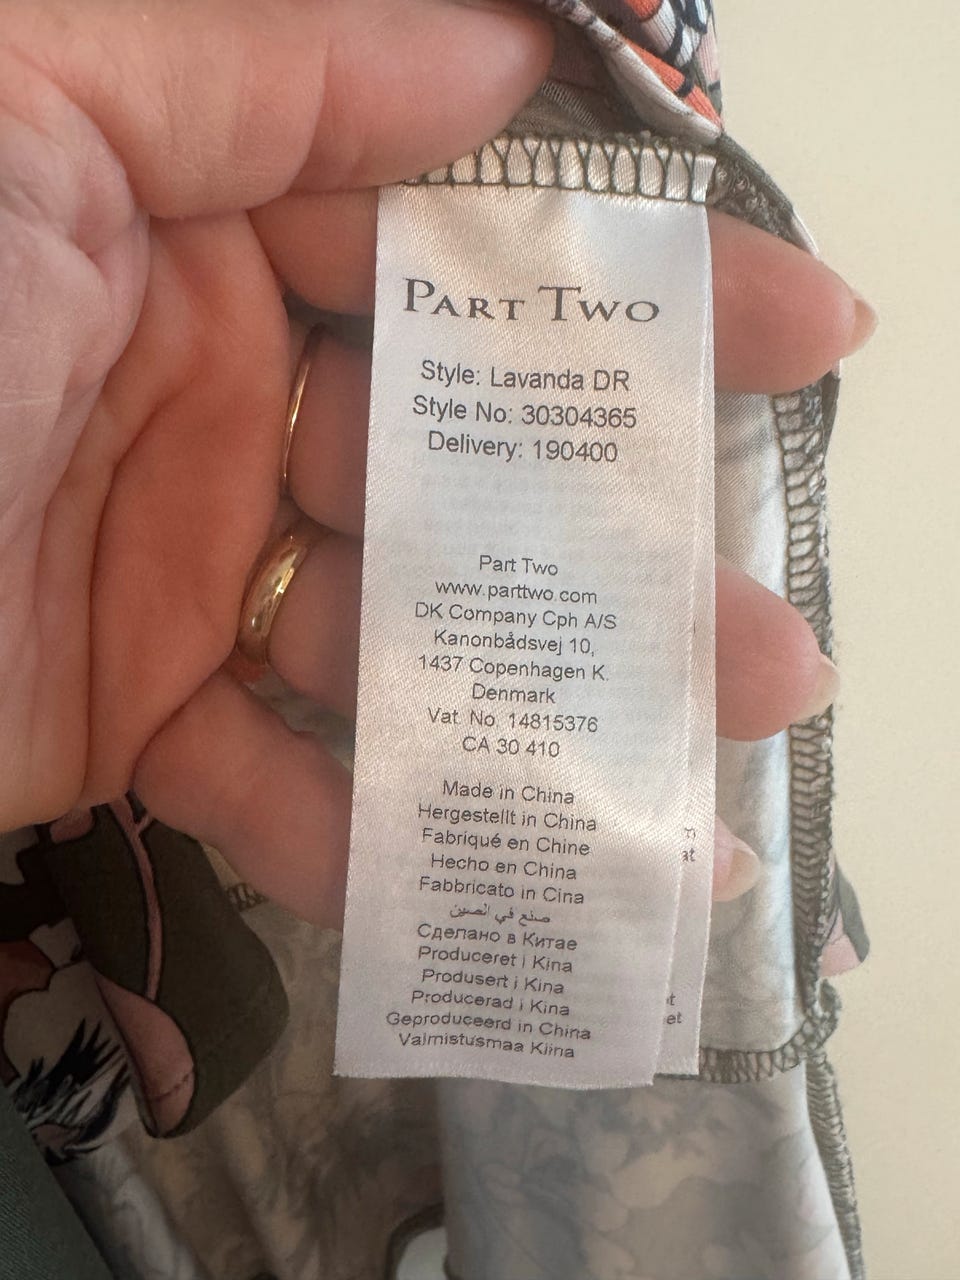 PART TWO
Style: Lavanda DR
Style No: 30304365
Delivery: 190400
Part Two
www.parttwo.com
DK Company Cph A/S
Kanonbådsvej 10,
1437 Copenhagen K.
Denmark
Vat. No. 14815376
CA 30 410
Made in China
Hergestellt in China
Fabriqué en Chine
Hecho en China
Fabbricato in Cina
صنع في الصين
Сделано в Китае
Produceret i Kina
Produsert i Kina
Producerad i Kina
Geproduceerd in China
Valmistusmaa Kiina